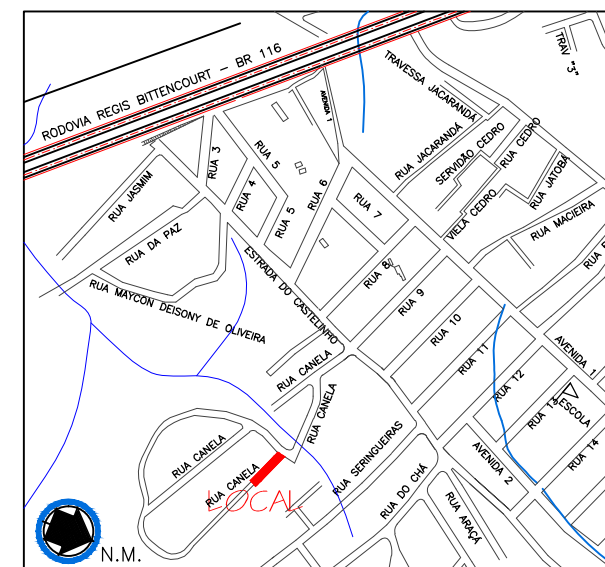 RODOVIA REGIS BITTENCOURT - BR 116
TRAV "3"
TRAVESSA JACARANDÁ
AVENIDA 1
RUA JACARANDÁ
SERVIDÃO CEDRO
RUA CEDRO
RUA JATOBÁ
VIELA CEDRO
RUA MACIEIRA
RUA JASMIM
RUA 3
RUA 5
RUA 4
RUA 5
RUA 6
RUA 7
RUA DA PAZ
RUA MAYCON DEISONY DE OLIVEIRA
ESTRADA DO CASTELINHO
RUA 8
RUA 9
RUA 10
RUA 11
RUA 12
RUA 13
RUA 14
AVENIDA 1
ESCOLA
AVENIDA 2
RUA CANELA
RUA CANELA
RUA CANELA
RUA CANELA
RUA SERINGUEIRAS
RUA DO CHÁ
RUA ARAÇÁ
LOCAL
N.M.